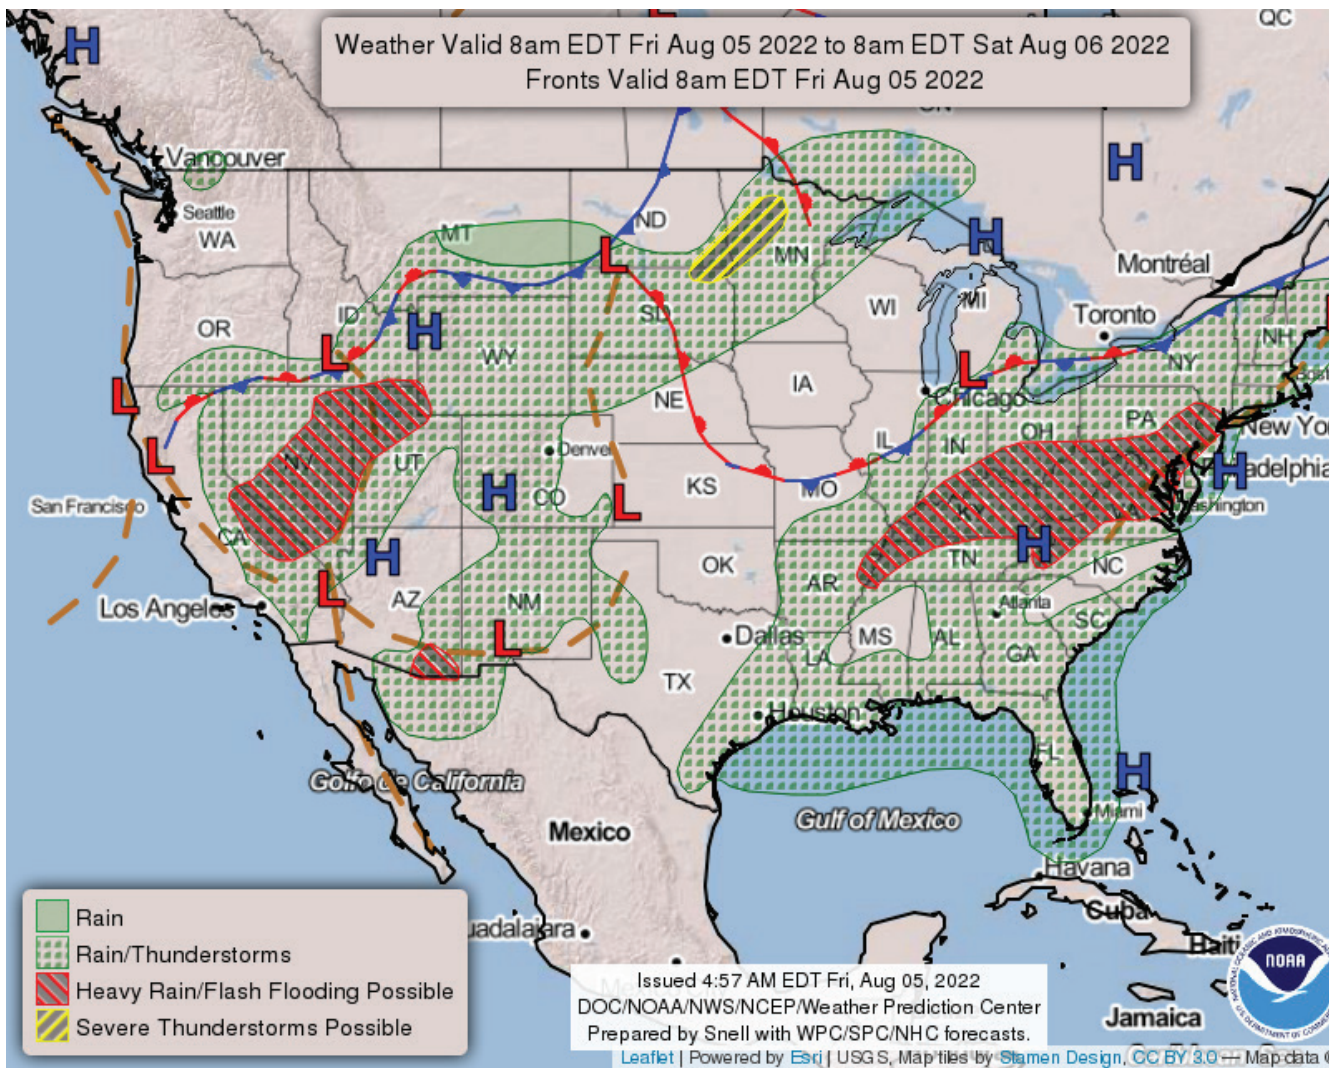 QC
Weather Valid 8am EDT Fri Aug 05 2022 to 8am EDT Sat Aug 06 2022
Fronts Valid 8am EDT Fri Aug 05 2022
H
H
H
H
H
H
H
H
H
H
L
L
L
L
L
L
L
L
Vancouver
Seattle
WA
MT
ND
MN
Montréal
OR
ID
WY
SD
WI
MI
Toronto
NH
NY
IA
NE
Chicago
PA
IL
IN
OH
New Yor
Philadelphia
Washington
Denver
CO
UT
NV
KS
MO
KY
VA
San Francisco
CA
AZ
NM
OK
AR
TN
NC
Los Angeles
Atlanta
SC
Dallas
MS
AL
GA
LA
TX
Houston
FL
Golfo de California
Gulf of Mexico
Miami
Mexico
Havana
Cuba
Haiti
Jamaica
uadalajara
Rain
Rain/Thunderstorms
Heavy Rain/Flash Flooding Possible
Severe Thunderstorms Possible
NOAA
Issued 4:57 AM EDT Fri, Aug 05, 2022
DOC/NOAA/NWS/NCEP/Weather Prediction Center
Prepared by Snell with WPC/SPC/NHC forecasts.
Leaflet | Powered by Esri | USGS, Map tiles by Stamen Design, CC BY 3.0 — Map data ©